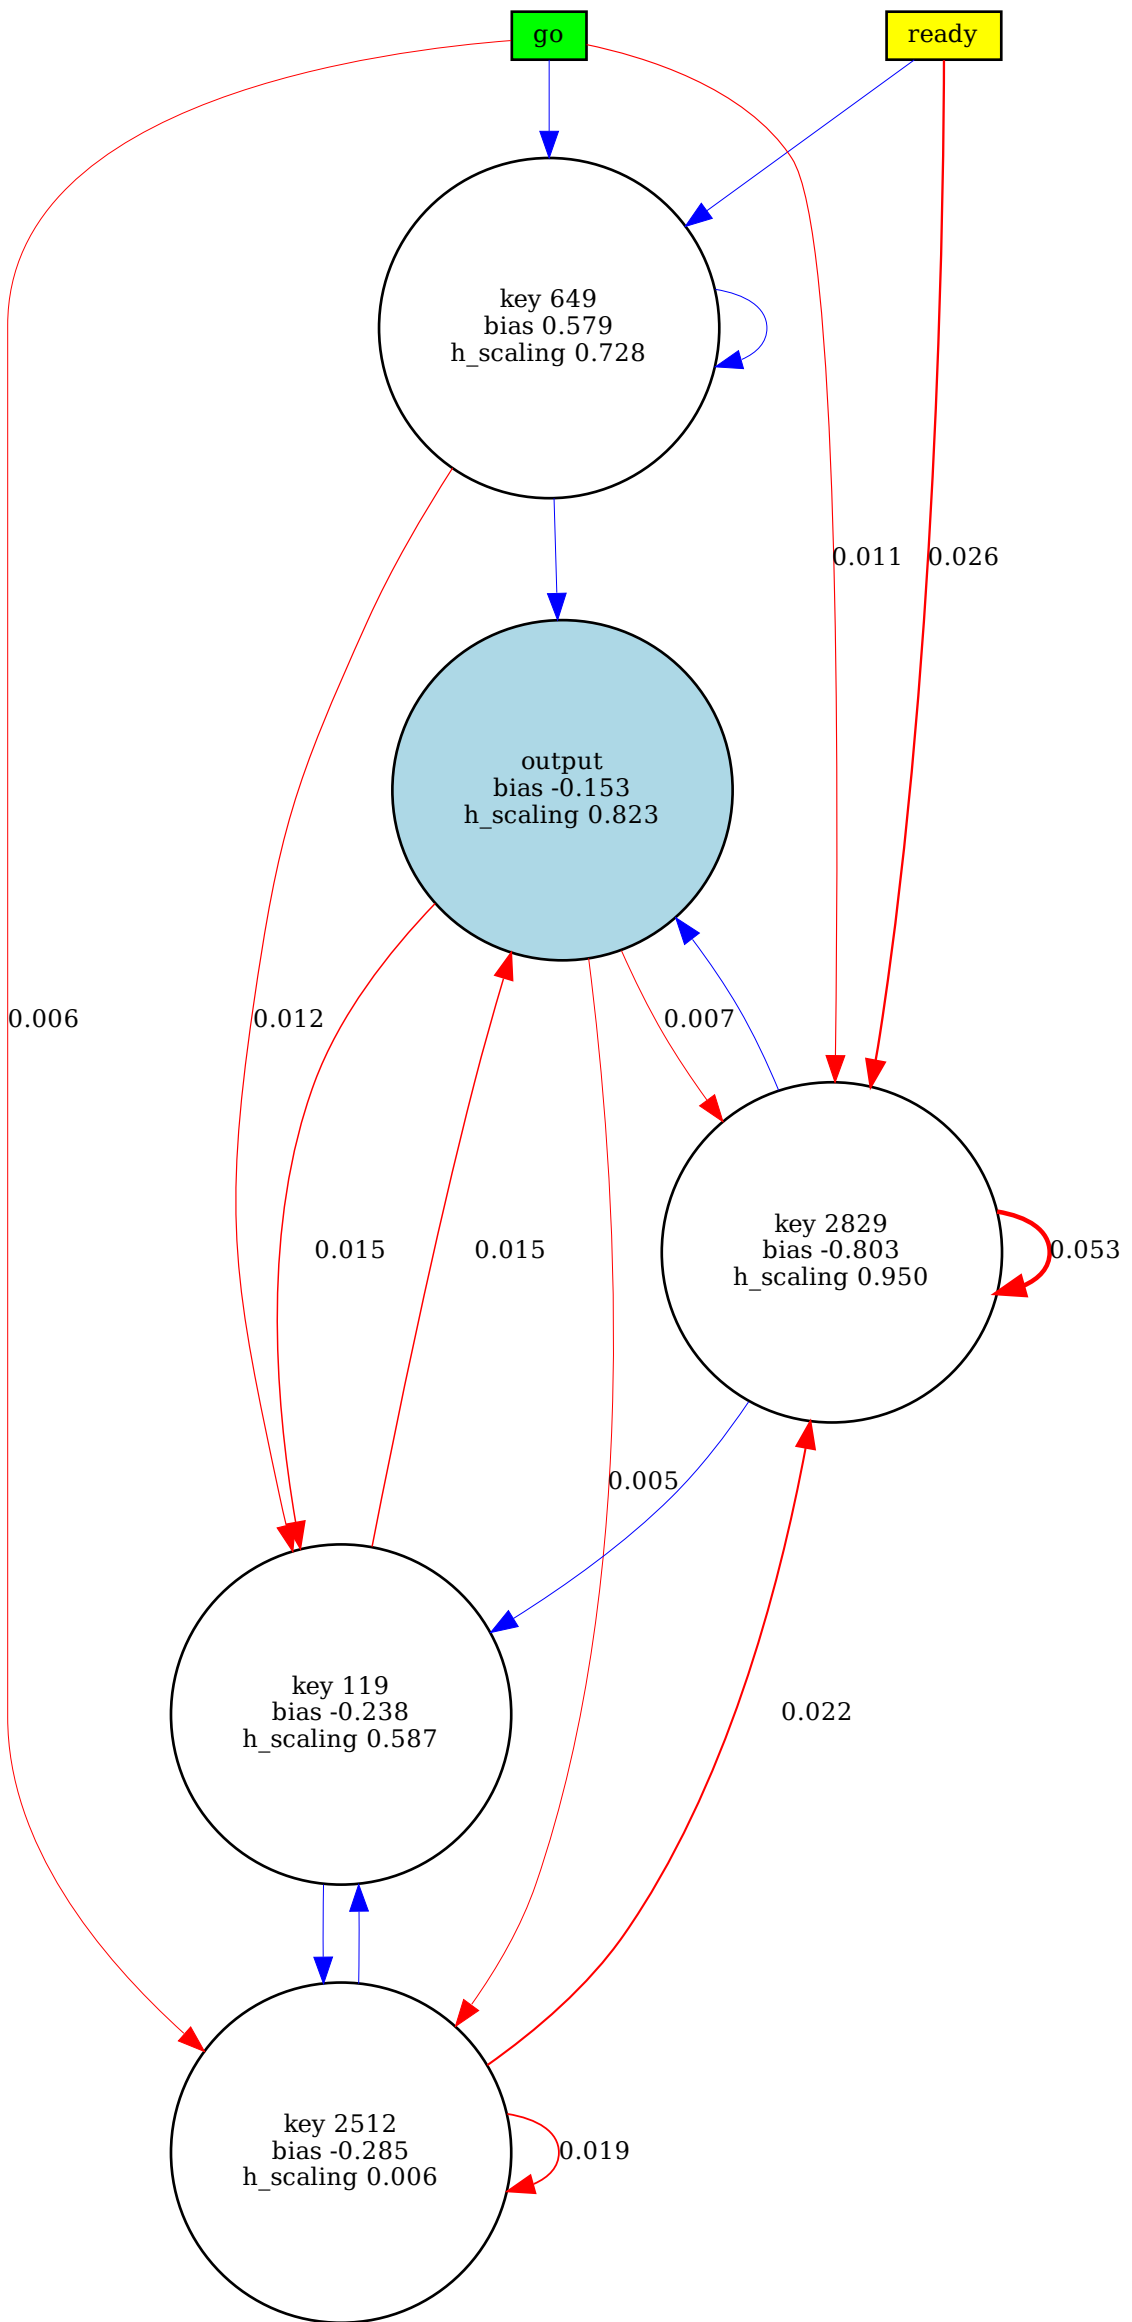 go
ready
key 649
bias 0.579
h_scaling 0.728
0.011
0.026
output
bias -0.153
h_scaling 0.823
0.006
0.012
0.007
key 2829
bias -0.803
h_scaling 0.950
0.015
0.015
0.053
0.005
key 119
bias -0.238
h_scaling 0.587
0.022
key 2512
bias -0.285
h_scaling 0.006
0.019